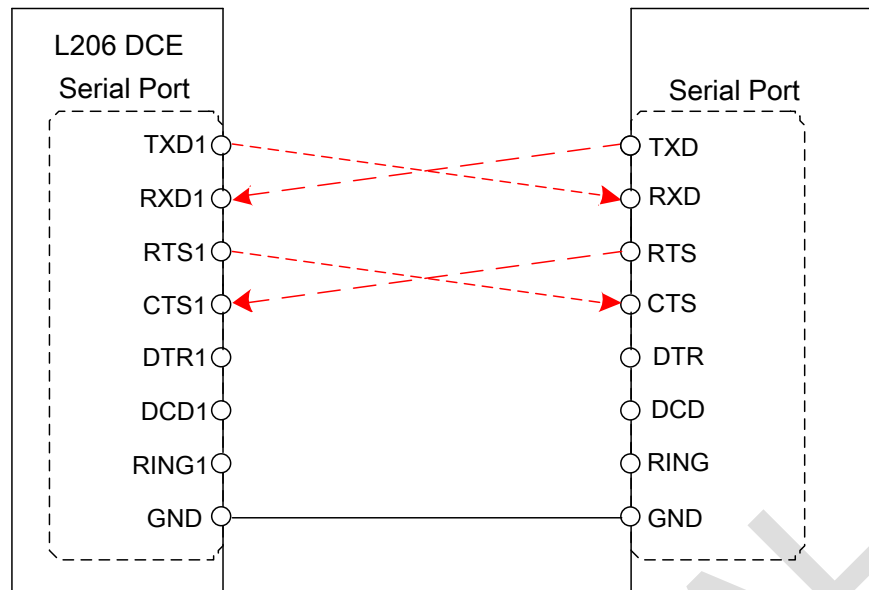 L206 DCE
Serial Port
Serial Port
TXD1
TXD
RXD1
RXD
RTS1
RTS
CTS1
CTS
DTR1
DTR
DCD1
DCD
RING1
RING
GND
GND